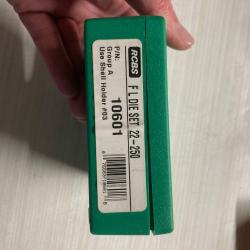 RCBS
F L DIE SET 22-250
10601
P/N:
Group A
Use Shell Holder #03